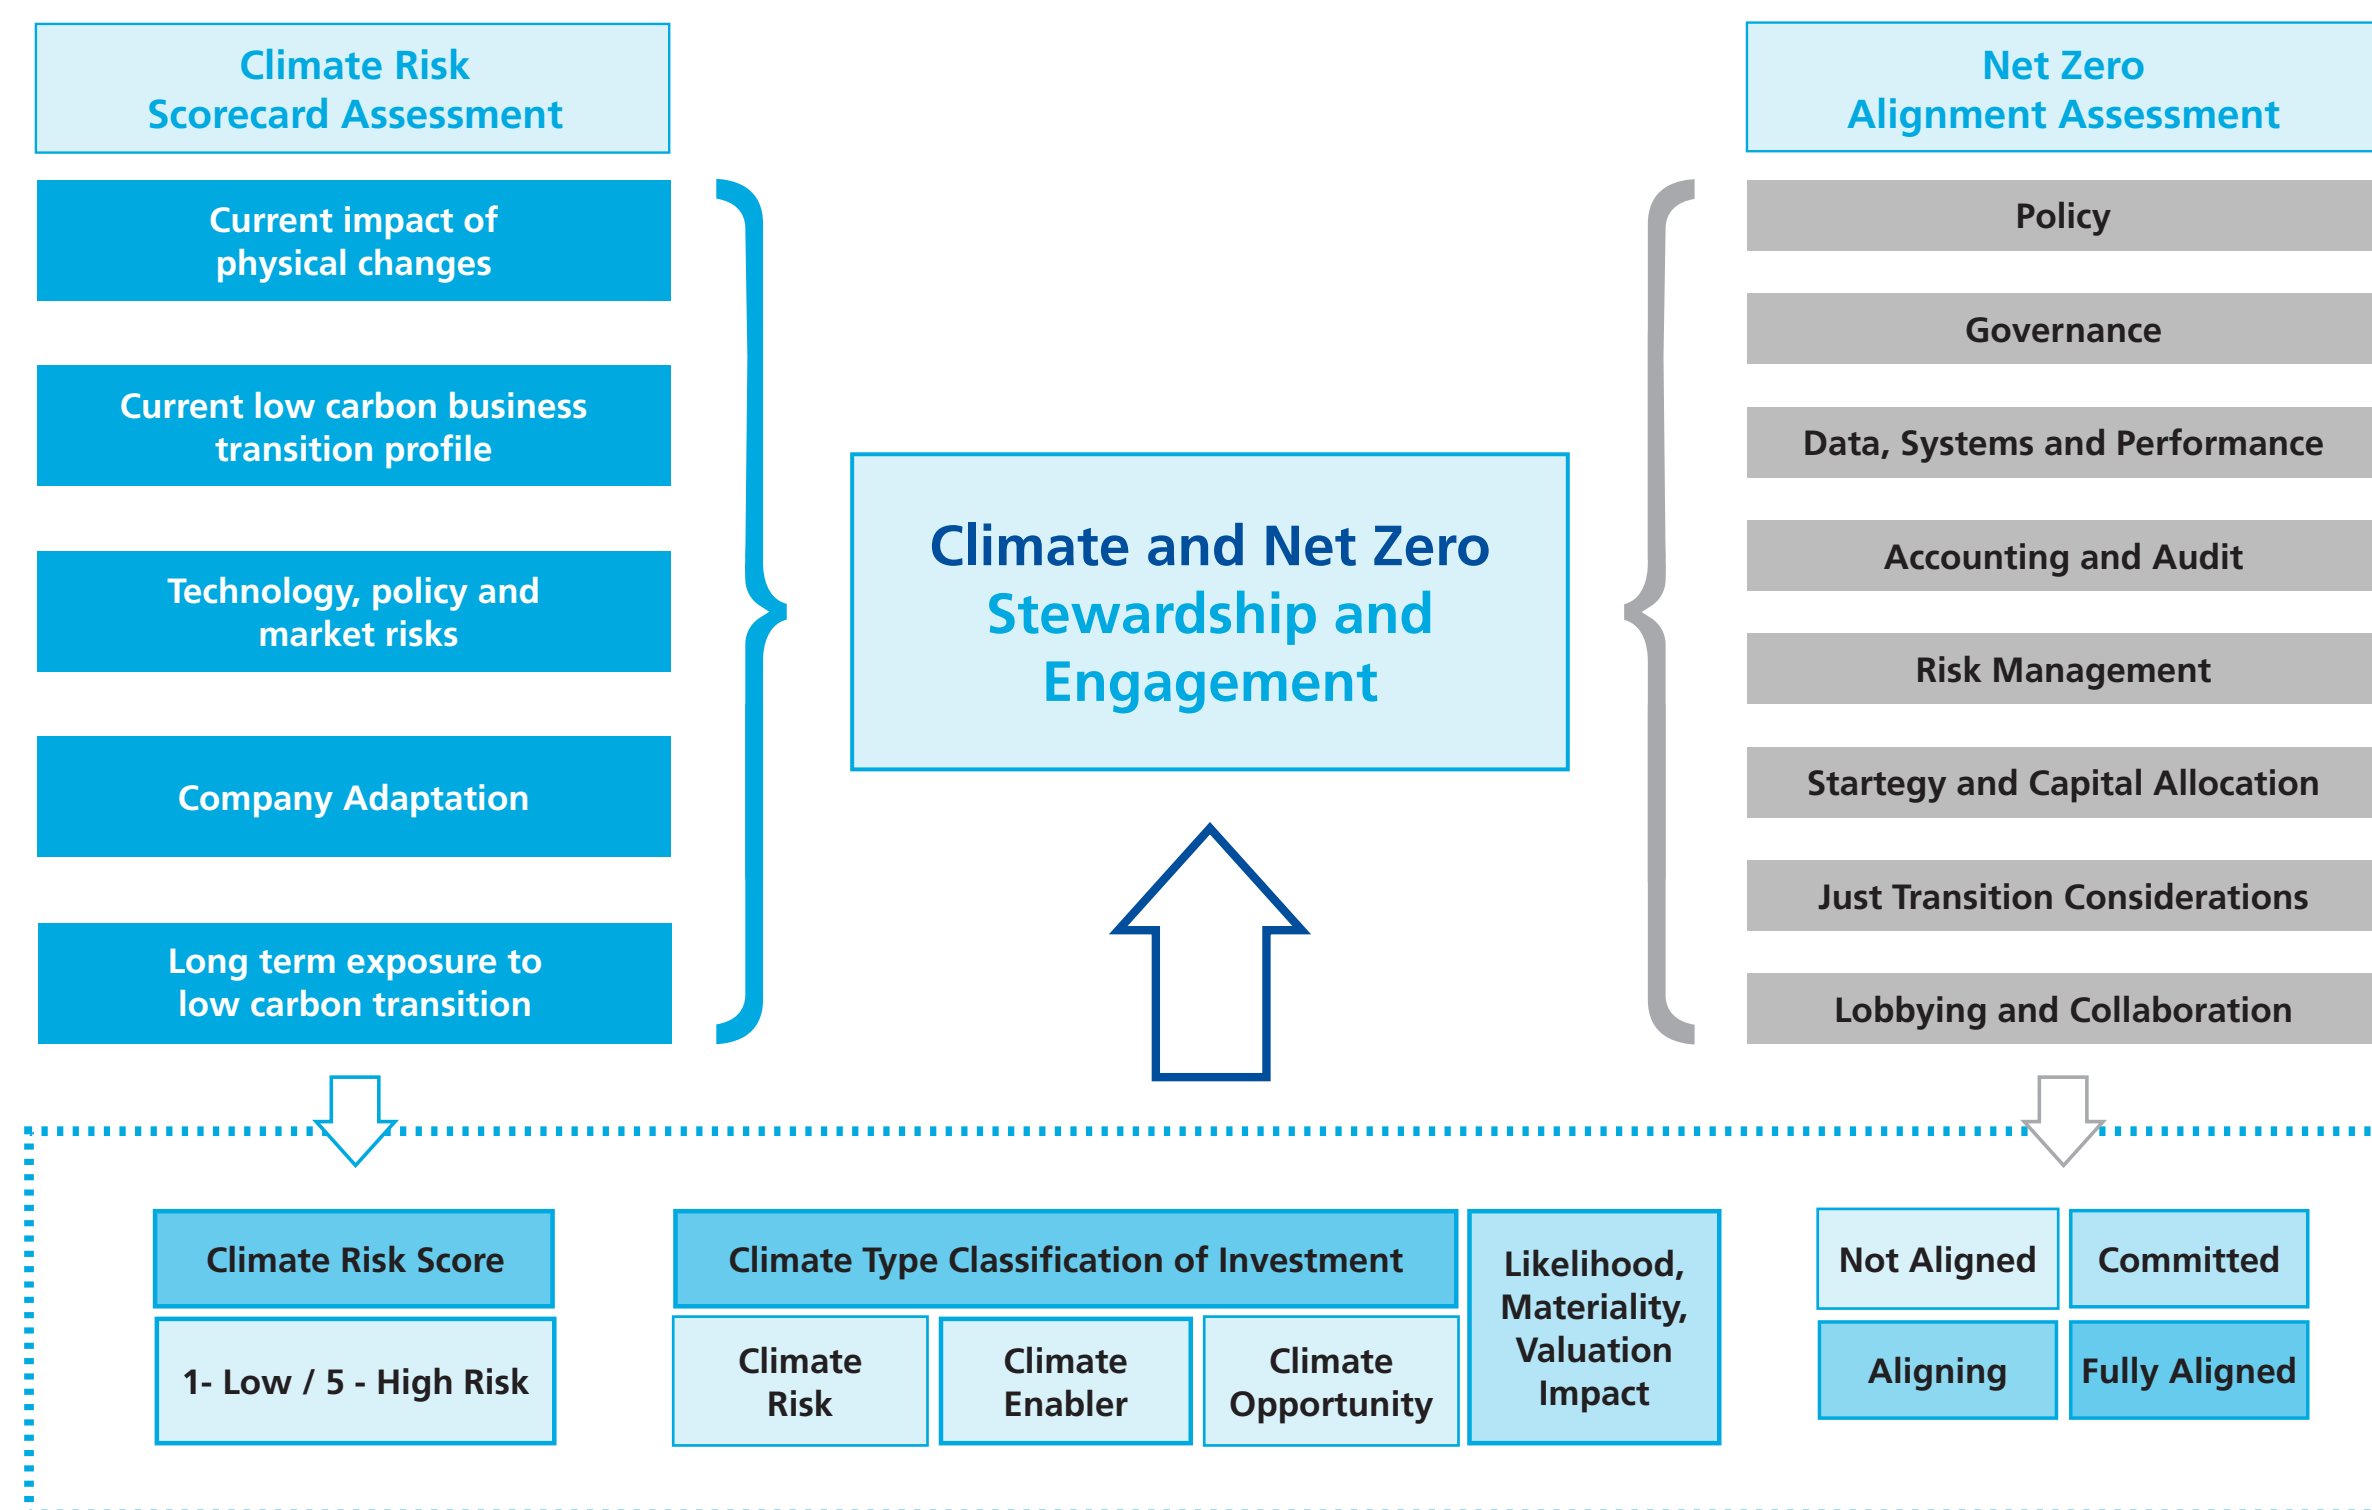 Climate Risk
Scorecard Assessment
Current impact of
physical changes
Current low carbon business
transition profile
Technology, policy and
market risks
Company Adaptation
Long term exposure to
low carbon transition
Climate and Net Zero
Stewardship and
Engagement
Net Zero
Alignment Assessment
Policy
Governance
Data, Systems and Performance
Accounting and Audit
Risk Management
Startegy and Capital Allocation
Just Transition Considerations
Lobbying and Collaboration
Climate Risk Score
1- Low / 5 - High Risk
Climate Type Classification of Investment
Climate
Risk
Climate
Enabler
Climate
Opportunity
Likelihood,
Materiality,
Valuation
Impact
Not Aligned
Committed
Aligning
Fully Aligned